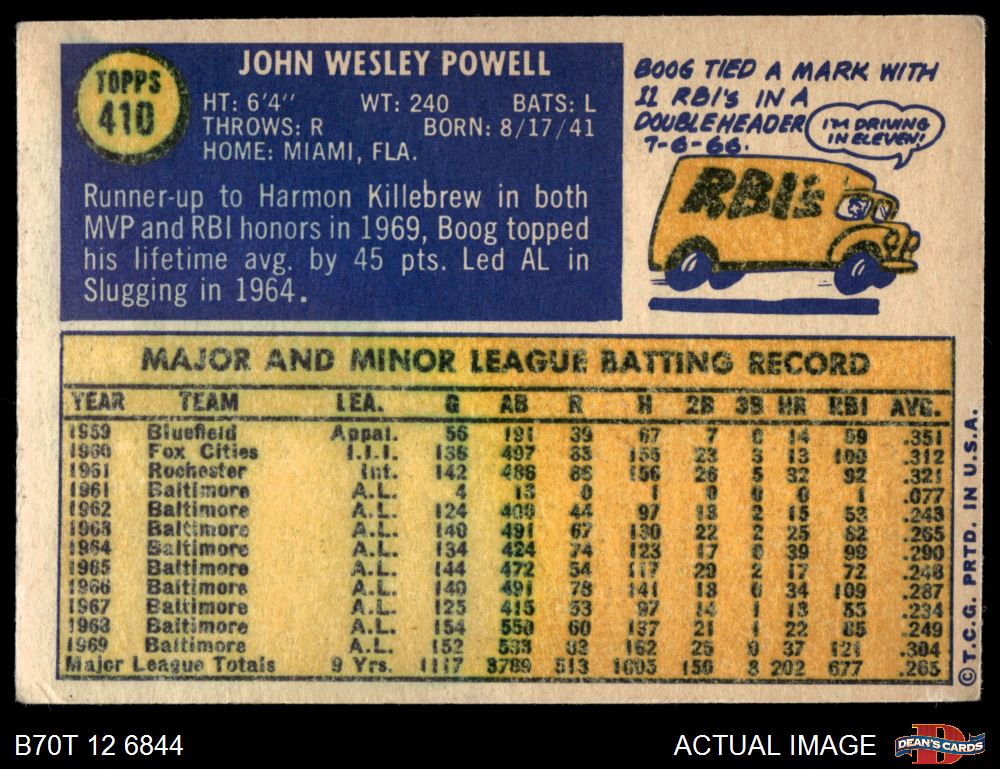 TOPPS
410
JOHN WESLEY POWELL
HT: 6'4" WT: 240 BATS: L
THROWS: R BORN: 8/17/41
HOME: MIAMI, FLA.
Runner-up to Harmon Killebrew in both
MVP and RBI honors in 1969, Boog topped
his lifetime avg. by 45 pts. Led AL in
Slugging in 1964.
BOOG TIED A MARK WITH
11 RBI'S IN A
DOUBLEHEADER
7-6-66.
I'M DRIVING
IN ELEVEN!
RBI's
MAJOR AND MINOR LEAGUE BATTING RECORD
YEAR TEAM LEA. G AB R H 2B 3B HR RBI AVG.
1959 Bluefield Appal. 56 191 39 67 7 0 14 59 .351
1960 Fox Cities I.I.I. 136 497 83 155 23 5 13 100 .312
1961 Rochester Int. 142 486 156 26 5 32 92 .321
1961 Baltimore A.L. 4 13 0 1 0 0 0 1 .077
1962 Baltimore A.L. 124 400 44 97 13 2 15 53 .243
1963 Baltimore A.L. 140 491 67 130 22 2 25 82 .265
1964 Baltimore A.L. 134 424 74 123 17 0 39 99 .290
1965 Baltimore A.L. 144 472 54 117 20 2 17 72 .248
1966 Baltimore A.L. 140 491 78 141 18 0 34 109 .287
1967 Baltimore A.L. 125 415 53 97 14 1 13 55 .234
1968 Baltimore A.L. 154 550 60 137 21 1 22 85 .249
1969 Baltimore A.L. 152 533 83 162 25 0 37 121 .304
Major League Totals 9 Yrs. 1117 3789 513 1005 150 8 202 677 .265
©T.C.G. PRTD. IN U.S.A.
B70T 12 6844
ACTUAL IMAGE
D
DEAN'S CARDS